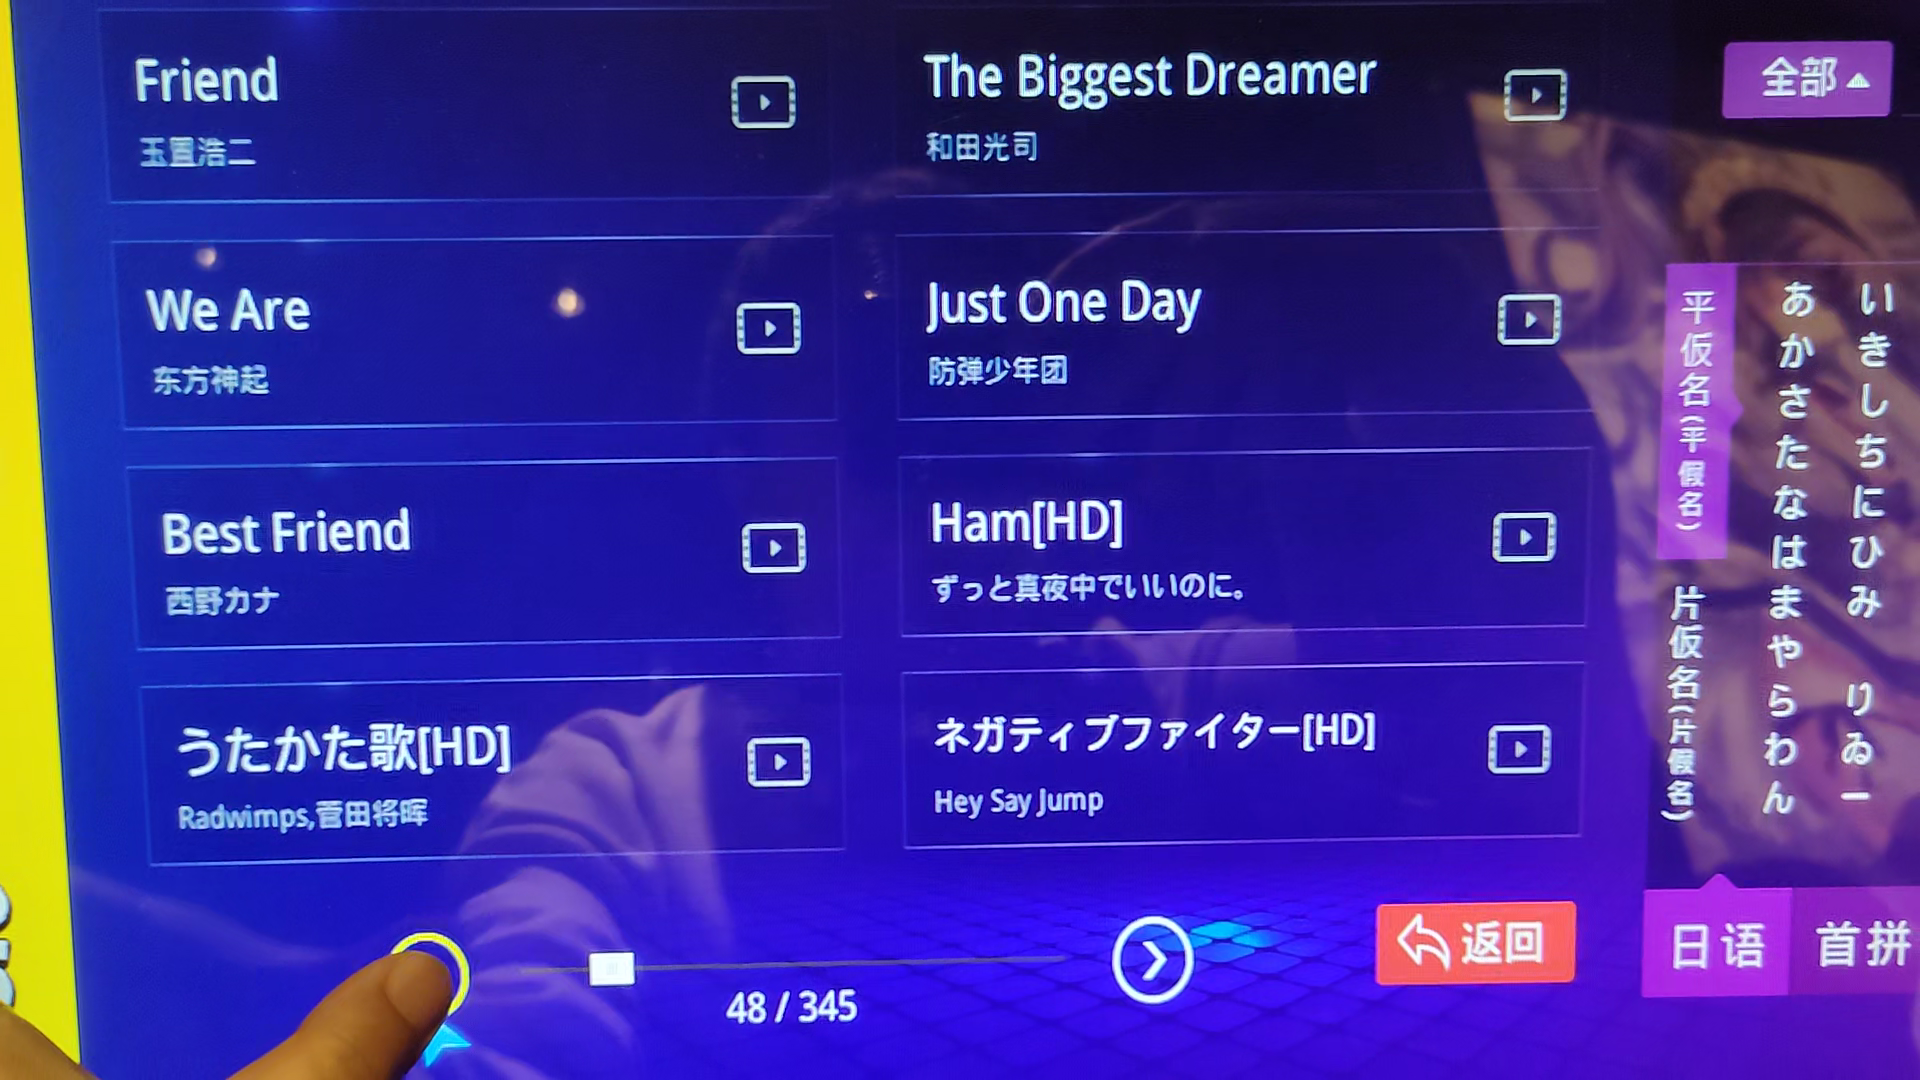 Friend
玉置浩二
The Biggest Dreamer
和田光司
We Are
东方神起
Just One Day
防弹少年团
Best Friend
西野カナ
Ham[HD]
ずっと真夜中でいいのに。
うたかた歌[HD]
Radwimps,菅田将晖
ネガティブファイター[HD]
Hey Say Jump
48 / 345
返回
全部
平仮名(平假名)
片仮名(片假名)
あかさたなはまやらわん
いきしちにひみ りゐー
日语
首拼